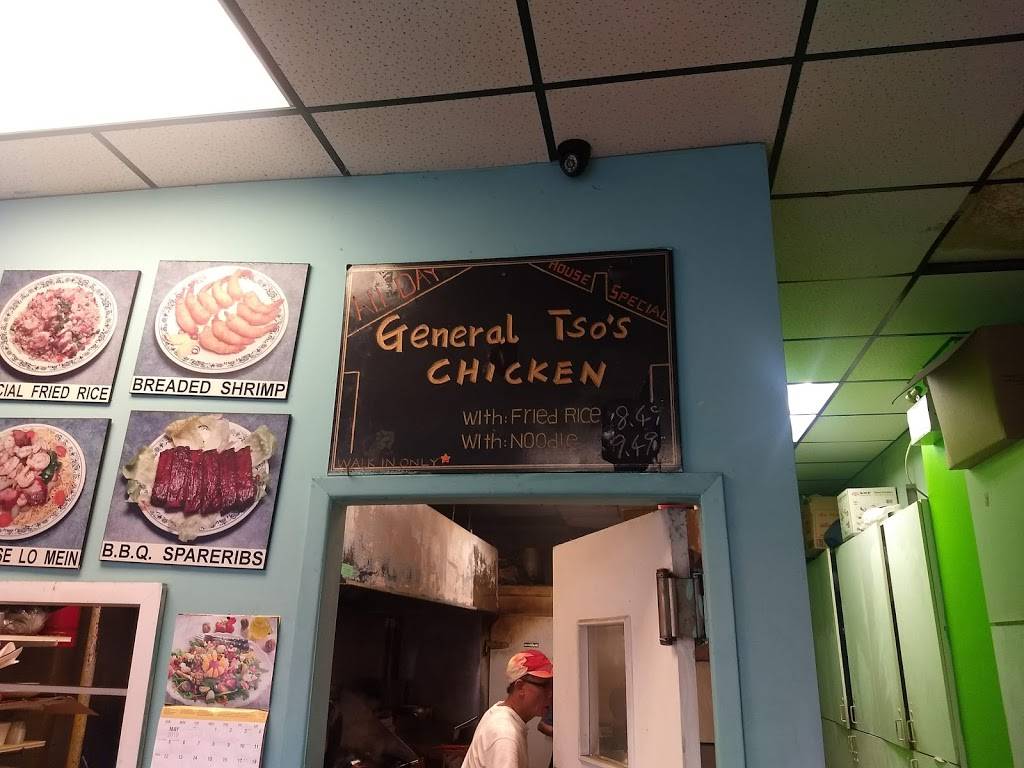 ALL DAY
HOUSE SPECIAL
General Tso's
CHICKEN
WITH: FRIED RICE 8.49
WITH: NOODLE 9.49
WALK IN ONLY
CIAL FRIED RICE
BREADED SHRIMP
SE LO MEIN
B.B.Q. SPARERIBS
MAY